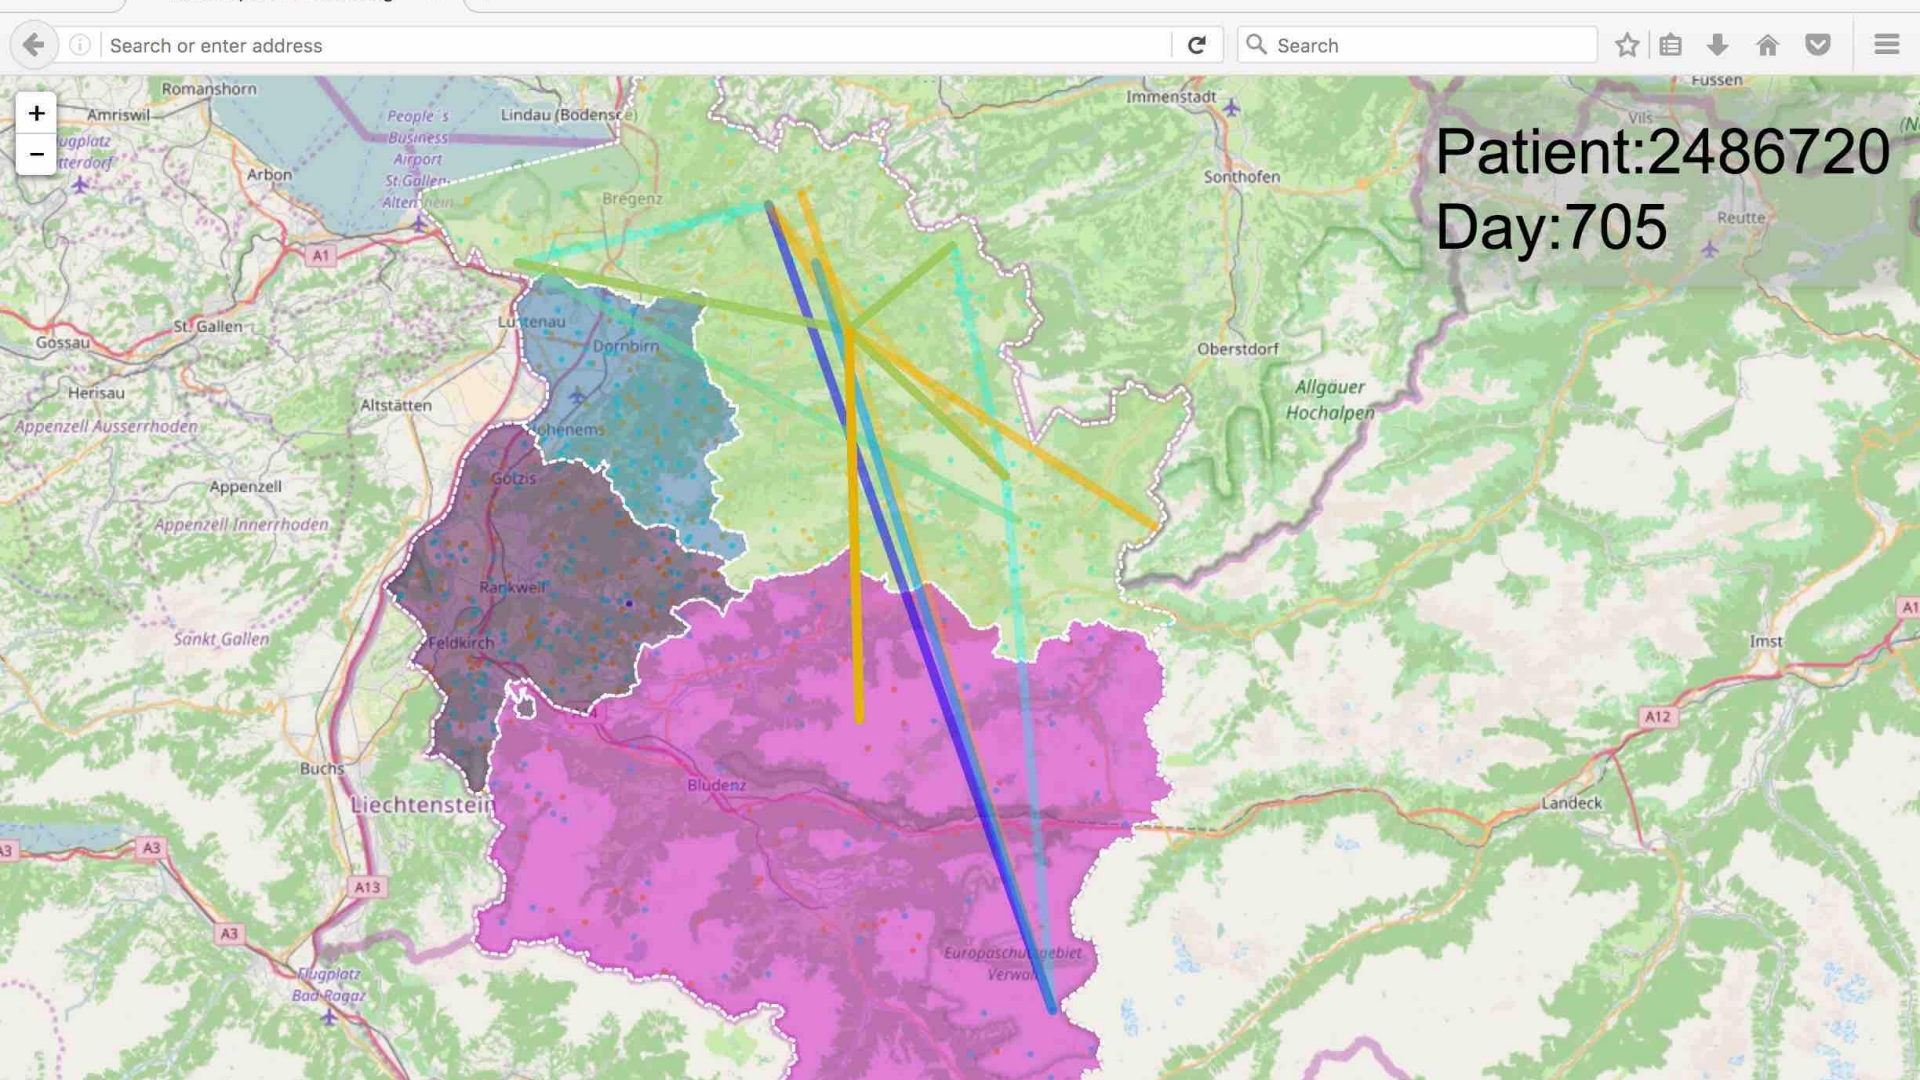 Search or enter address
Search
+
−
Romanshorn
Amriswil
Arbon
People´s
Business
Airport
St.Gallen-
Lindau (Bodensee)
Immenstadt
Füssen
Vils
Patient:2486720
Day:705
Sonthofen
Reutte
Bregenz
A1
St. Gallen
Gossau
Lustenau
Dornbirn
Oberstdorf
Allgäuer
Hochalpen
Herisau
Altstätten
Appenzell Ausserrhoden
Hohenems
Götzis
Appenzell
Appenzell Innerrhoden
Rankweil
Feldkirch
Sankt Gallen
Imst
A12
Buchs
Liechtenstein
Bludenz
Landeck
A3
A3
A13
A3
Europaschutzgebiet
Verwall
Flugplatz
Bad Ragaz